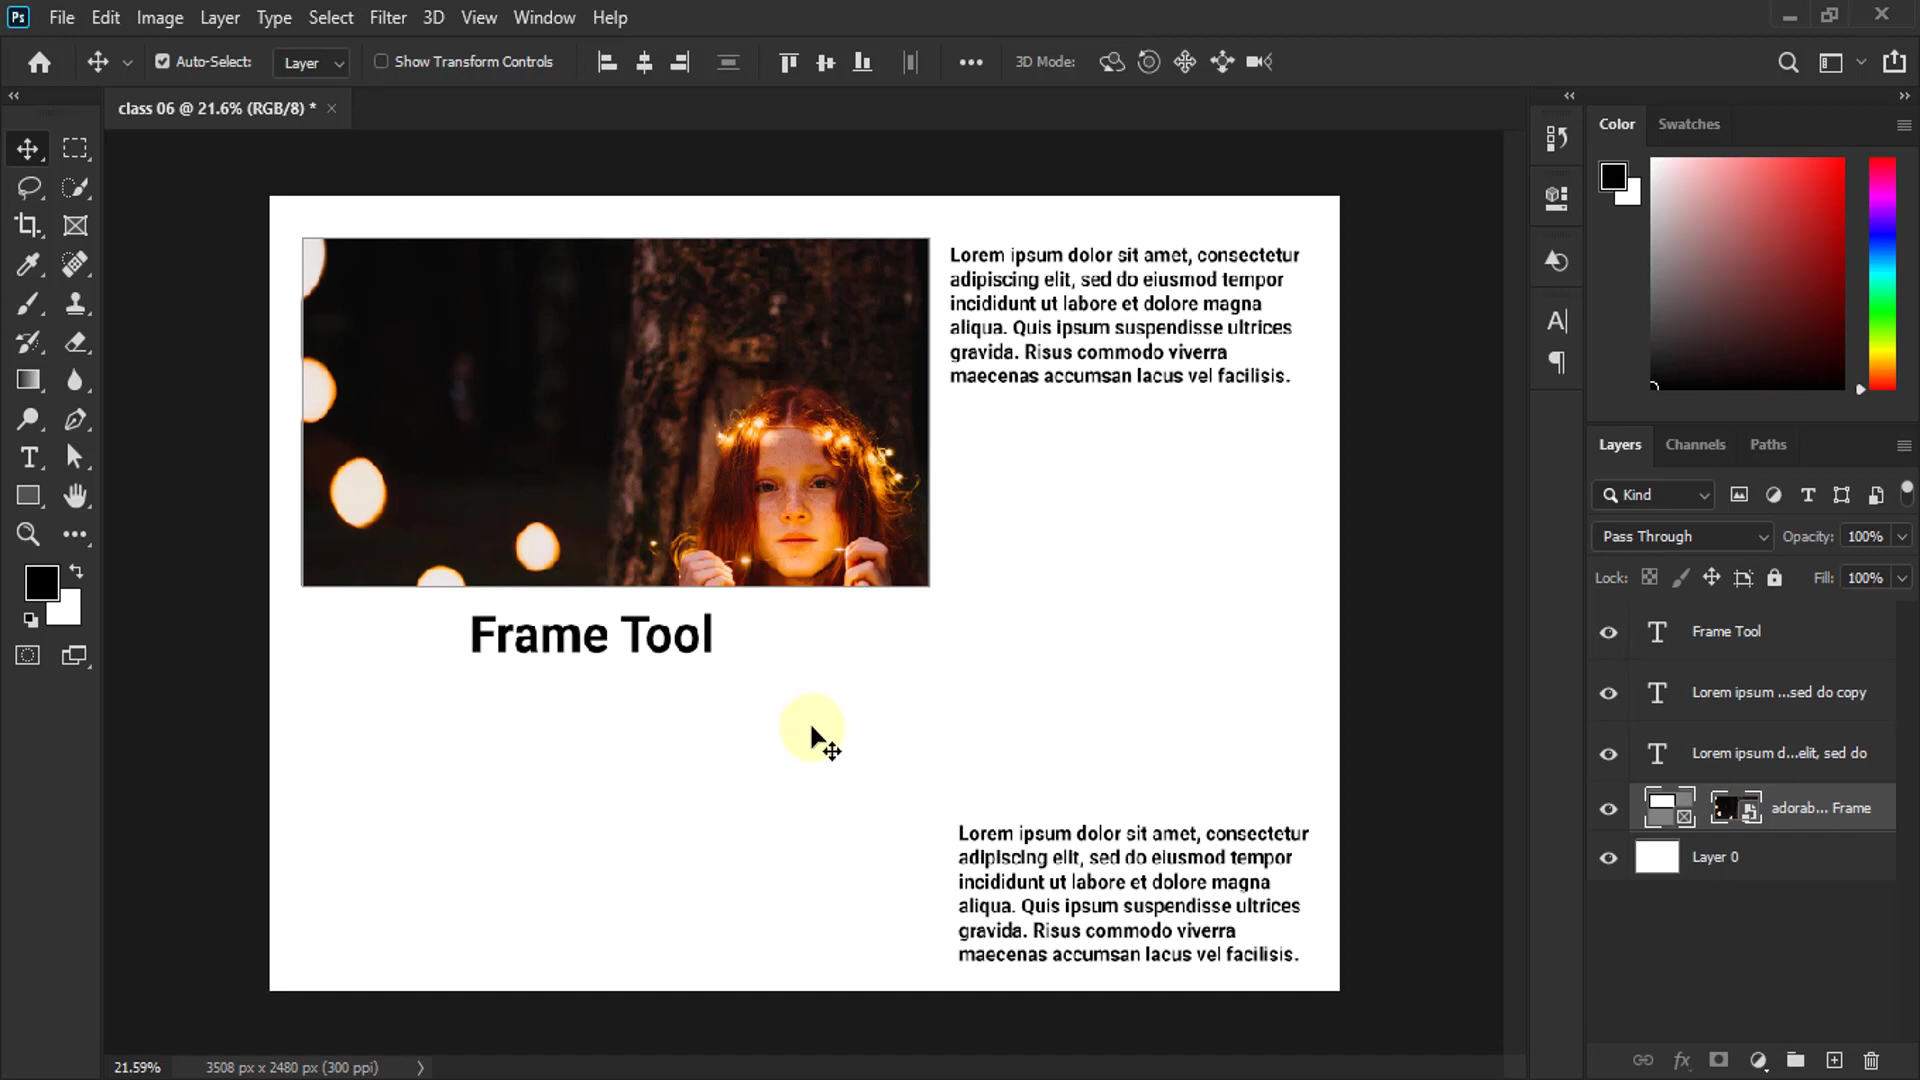 Ps File Edit Image Layer Type Select Filter 3D View Window Help
Auto-Select: Layer Show Transform Controls 3D Mode:
class 06 @ 21.6% (RGB/8) *
Color Swatches
Lorem ipsum dolor sit amet, consectetur
adipiscing elit, sed do eiusmod tempor
incididunt ut labore et dolore magna
aliqua. Quis ipsum suspendisse ultrices
gravida. Risus commodo viverra
maecenas accumsan lacus vel facilisis.
Frame Tool
Lorem ipsum dolor sit amet, consectetur
adipiscing elit, sed do eiusmod tempor
incididunt ut labore et dolore magna
aliqua. Quis ipsum suspendisse ultrices
gravida. Risus commodo viverra
maecenas accumsan lacus vel facilisis.
Layers Channels Paths
Kind
Pass Through Opacity: 100%
Lock: Fill: 100%
Frame Tool
Lorem ipsum ...sed do copy
Lorem ipsum d...elit, sed do
adorab... Frame
Layer 0
21.59% 3508 px x 2480 px (300 ppi)